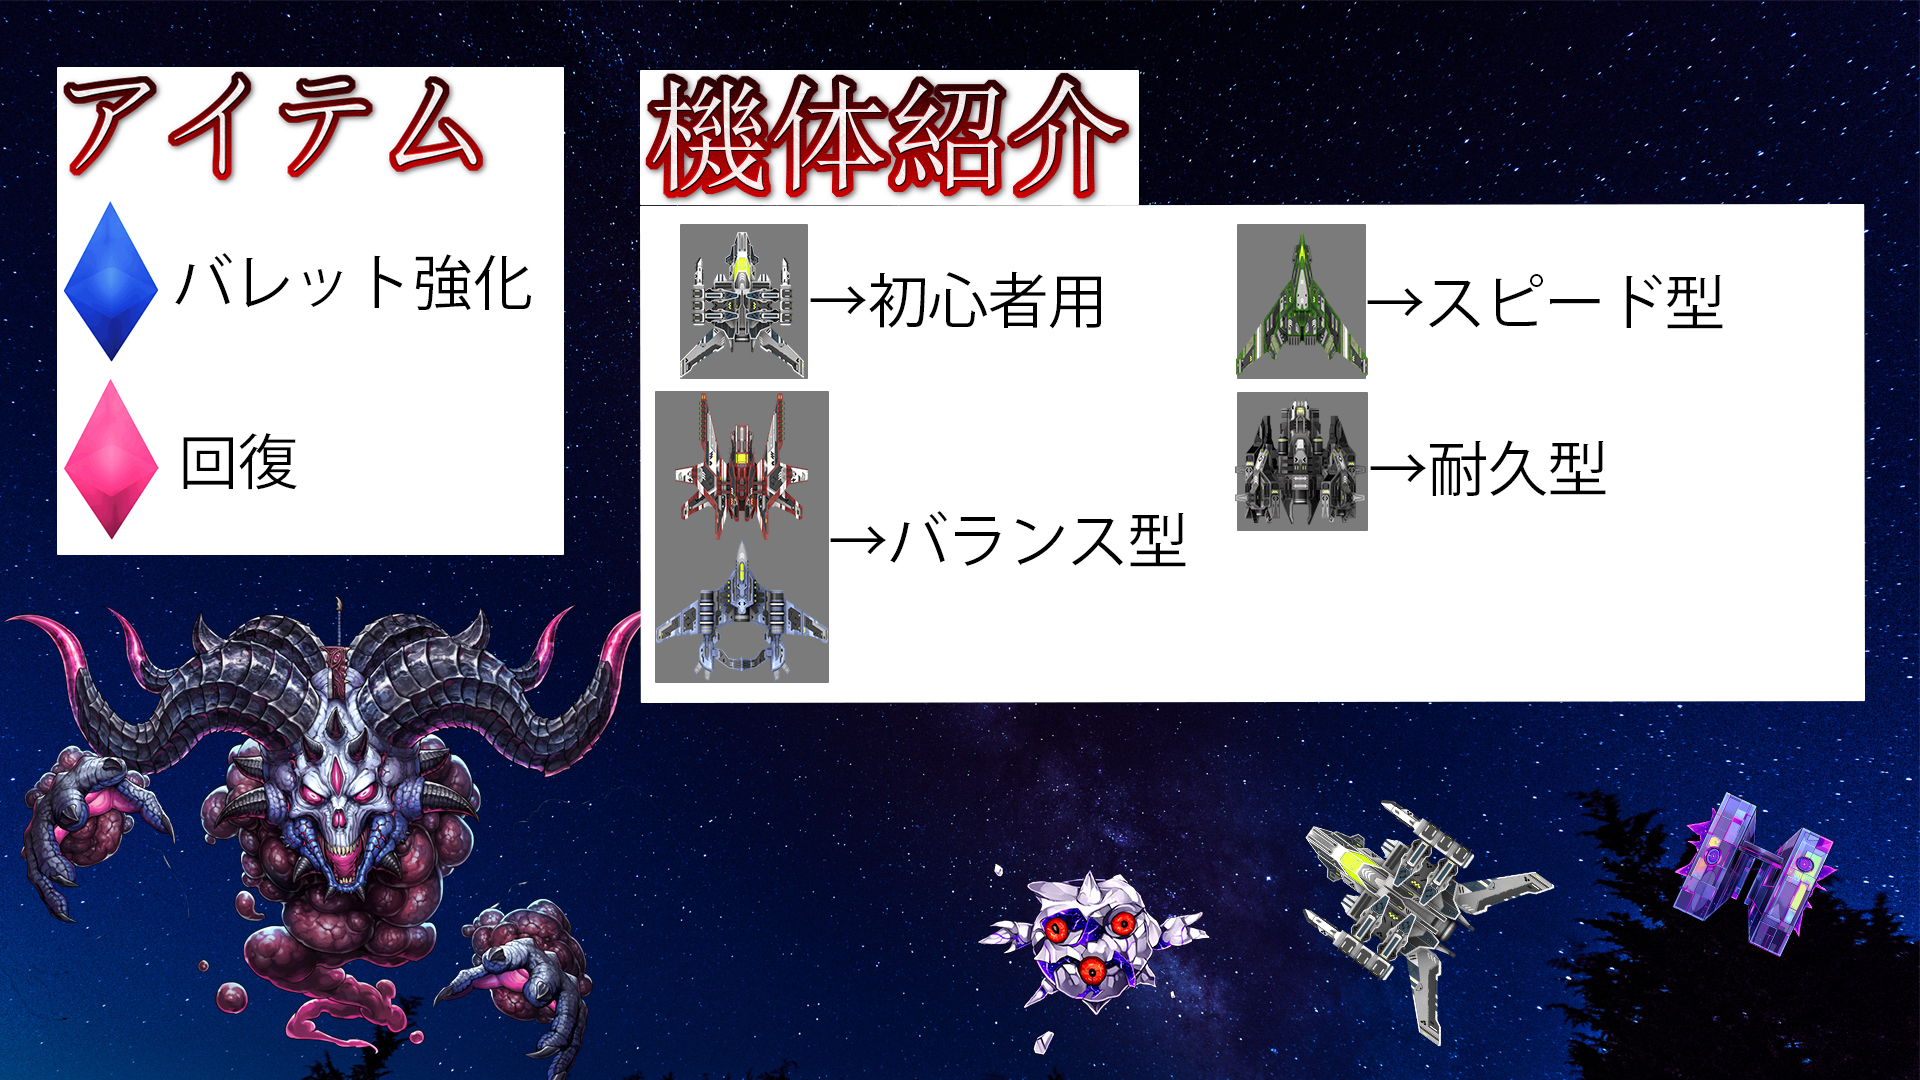 アイテム
バレット強化
回復
機体紹介
→初心者用
→スピード型
→バランス型
→耐久型